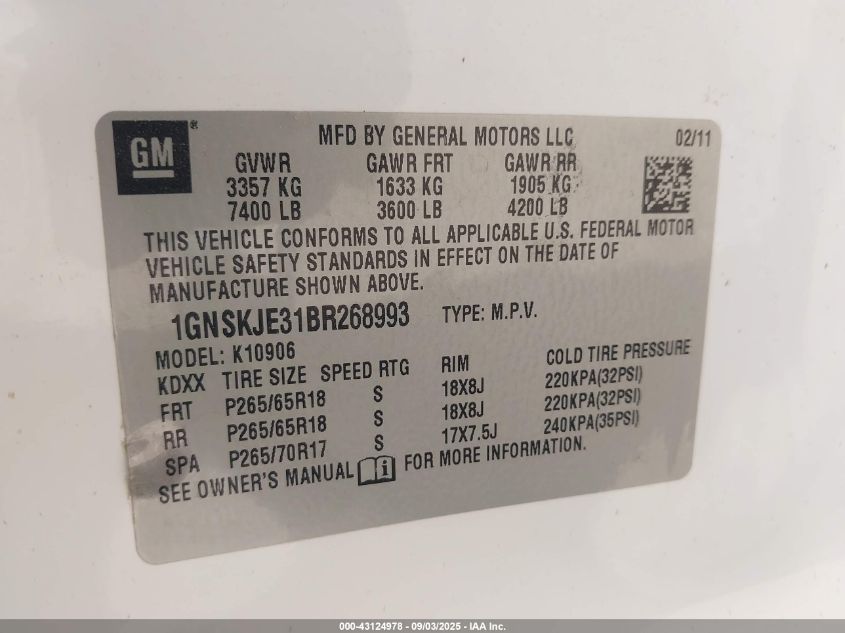 GM
MFD BY GENERAL MOTORS LLC 02/11
GVWR GAWR FRT GAWR RR
3357 KG 1633 KG 1905 KG
7400 LB 3600 LB 4200 LB
THIS VEHICLE CONFORMS TO ALL APPLICABLE U.S. FEDERAL MOTOR
VEHICLE SAFETY STANDARDS IN EFFECT ON THE DATE OF
MANUFACTURE SHOWN ABOVE.
1GNSKJE31BR268993 TYPE: M.P.V.
MODEL: K10906
KDXX TIRE SIZE SPEED RTG RIM COLD TIRE PRESSURE
FRT P265/65R18 S 18X8J 220KPA(32PSI)
RR P265/65R18 S 18X8J 220KPA(32PSI)
SPA P265/70R17 S 17X7.5J 240KPA(35PSI)
SEE OWNER'S MANUAL i FOR MORE INFORMATION.
000-43124978 - 09/03/2025 - IAA Inc.